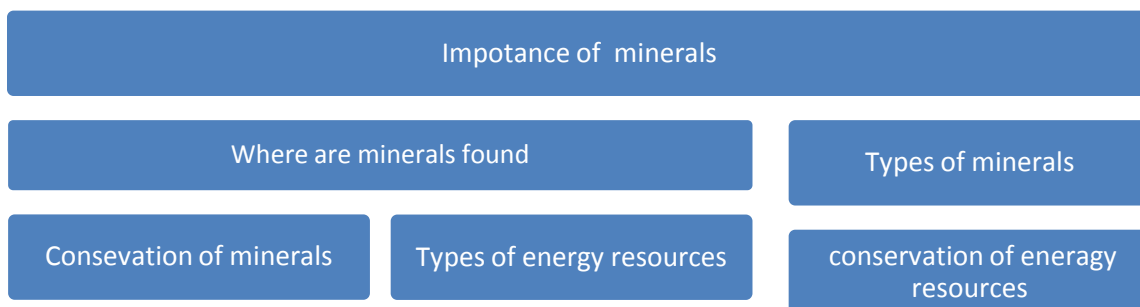 Impotance of  minerals
Where are minerals found
Types of minerals
Consevation of minerals
Types of energy resources
conservation of eneragy
resources